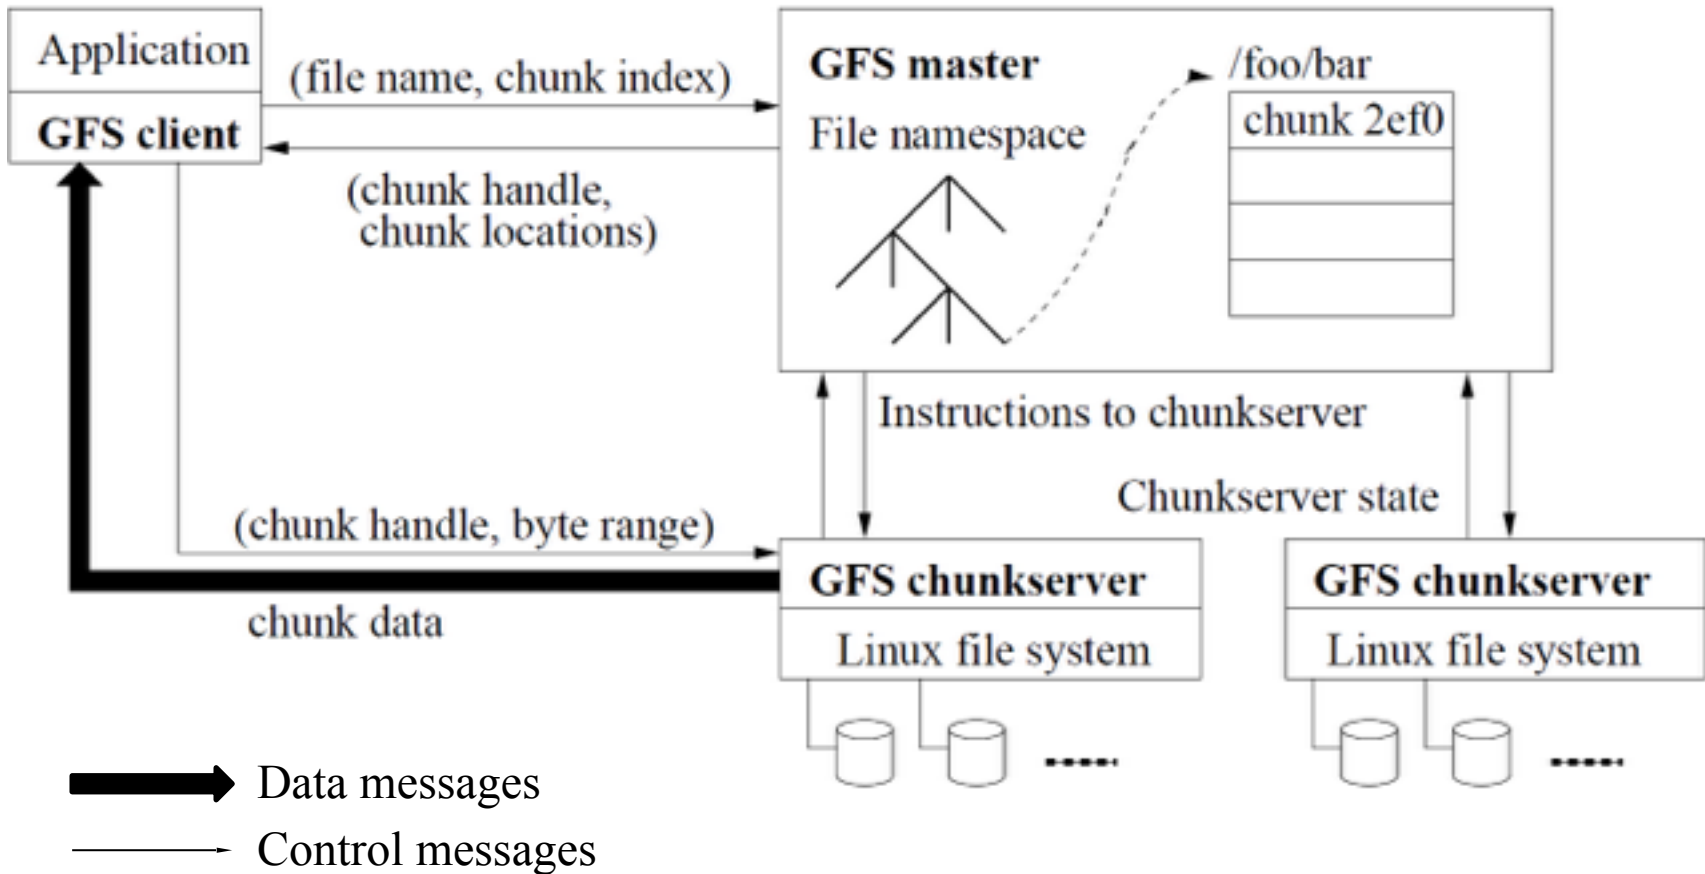 Application
GFS client
(file name, chunk index)
(chunk handle,
chunk locations)
GFS master
File namespace
/foo/bar
chunk 2ef0
Instructions to chunkserver
Chunkserver state
(chunk handle, byte range)
chunk data
GFS chunkserver
Linux file system
GFS chunkserver
Linux file system
Data messages
Control messages